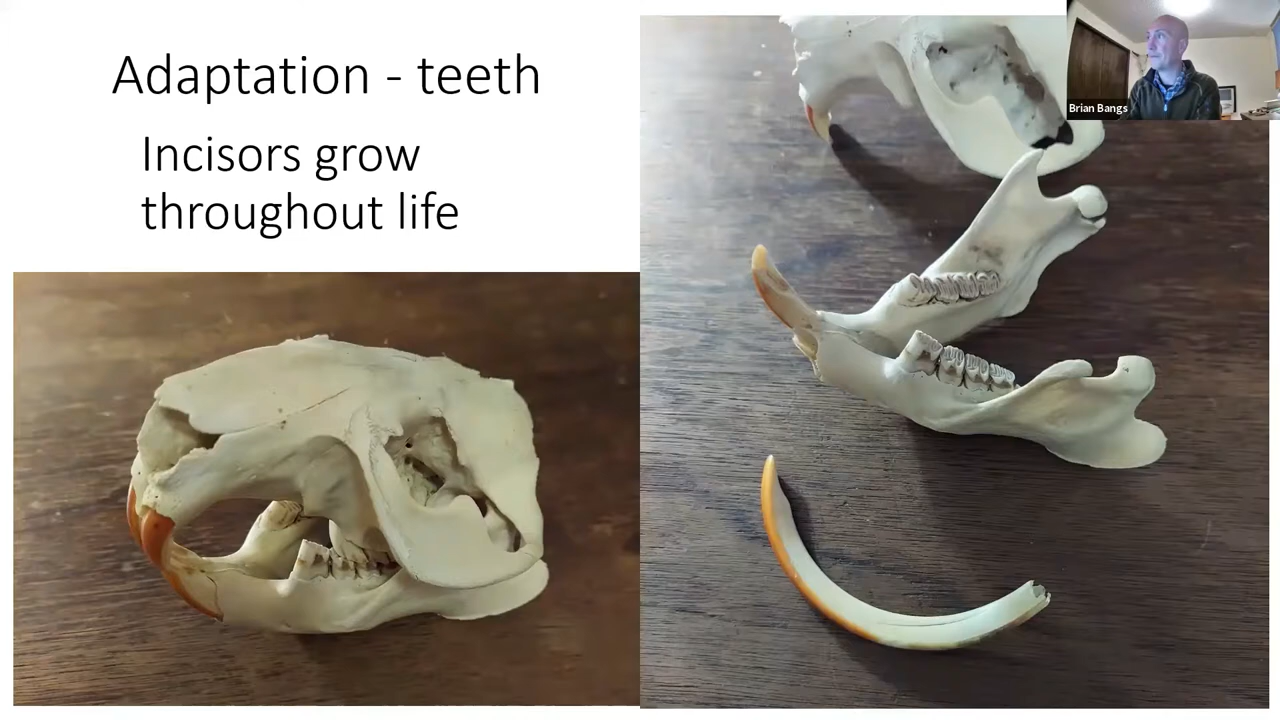 Adaptation - teeth
Incisors grow
throughout life
Brian Bangs